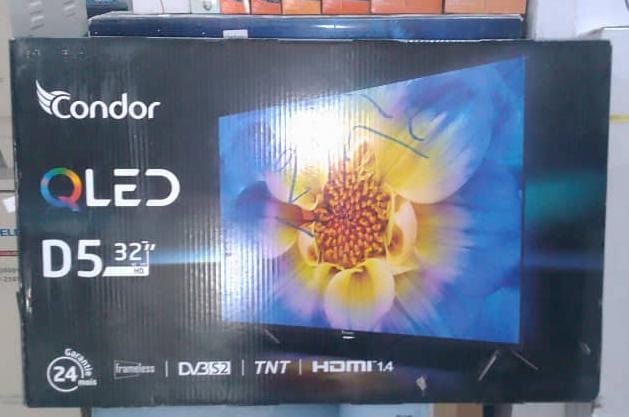 Condor
QLED
D5 32"
HD
Garantie
24
mois
frameless | DVB S2 | TNT | HDMI 1.4